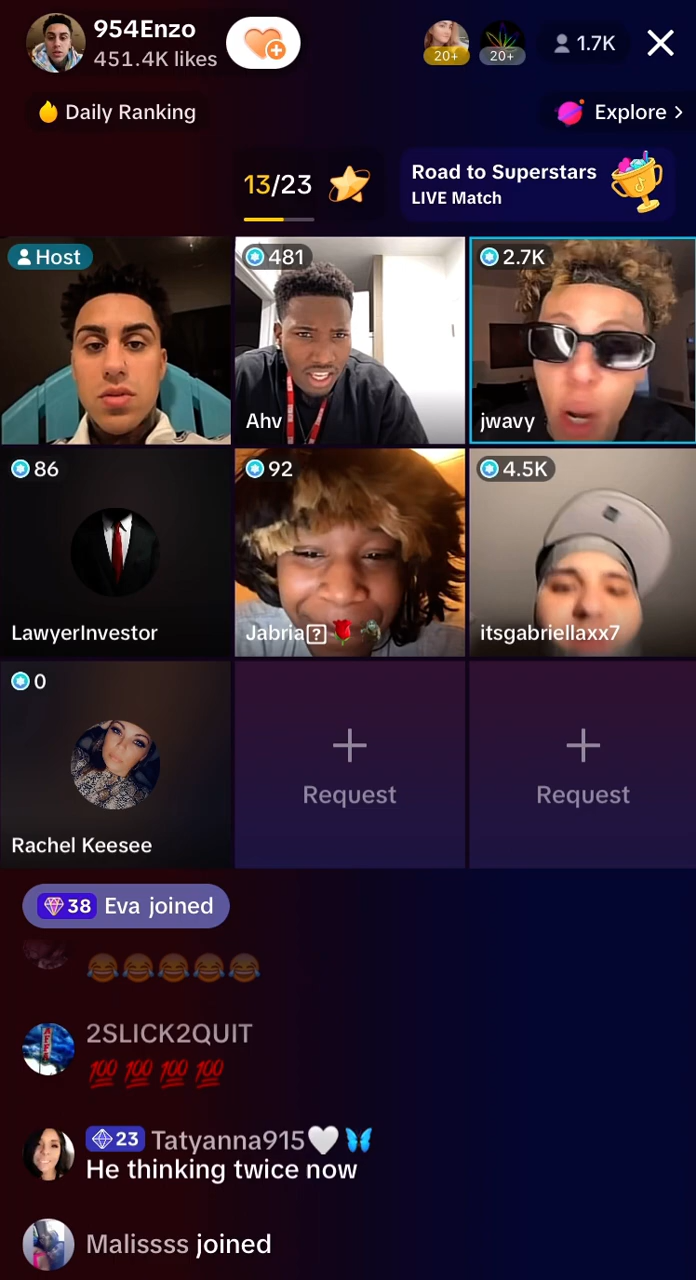 954Enzo
451.4K likes
20+
20+
1.7K
Daily Ranking
Explore >
13/23
Road to Superstars
LIVE Match
Host
481
Ahv
2.7K
jwavy
86
LawyerInvestor
92
Jabria
4.5K
itsgabriellaxx7
0
Rachel Keesee
+
Request
+
Request
38 Eva joined
😂😂😂😂😂
2SLICK2QUIT
💯 💯 💯 💯
23 Tatyanna915🤍🦋
He thinking twice now
Malissss joined